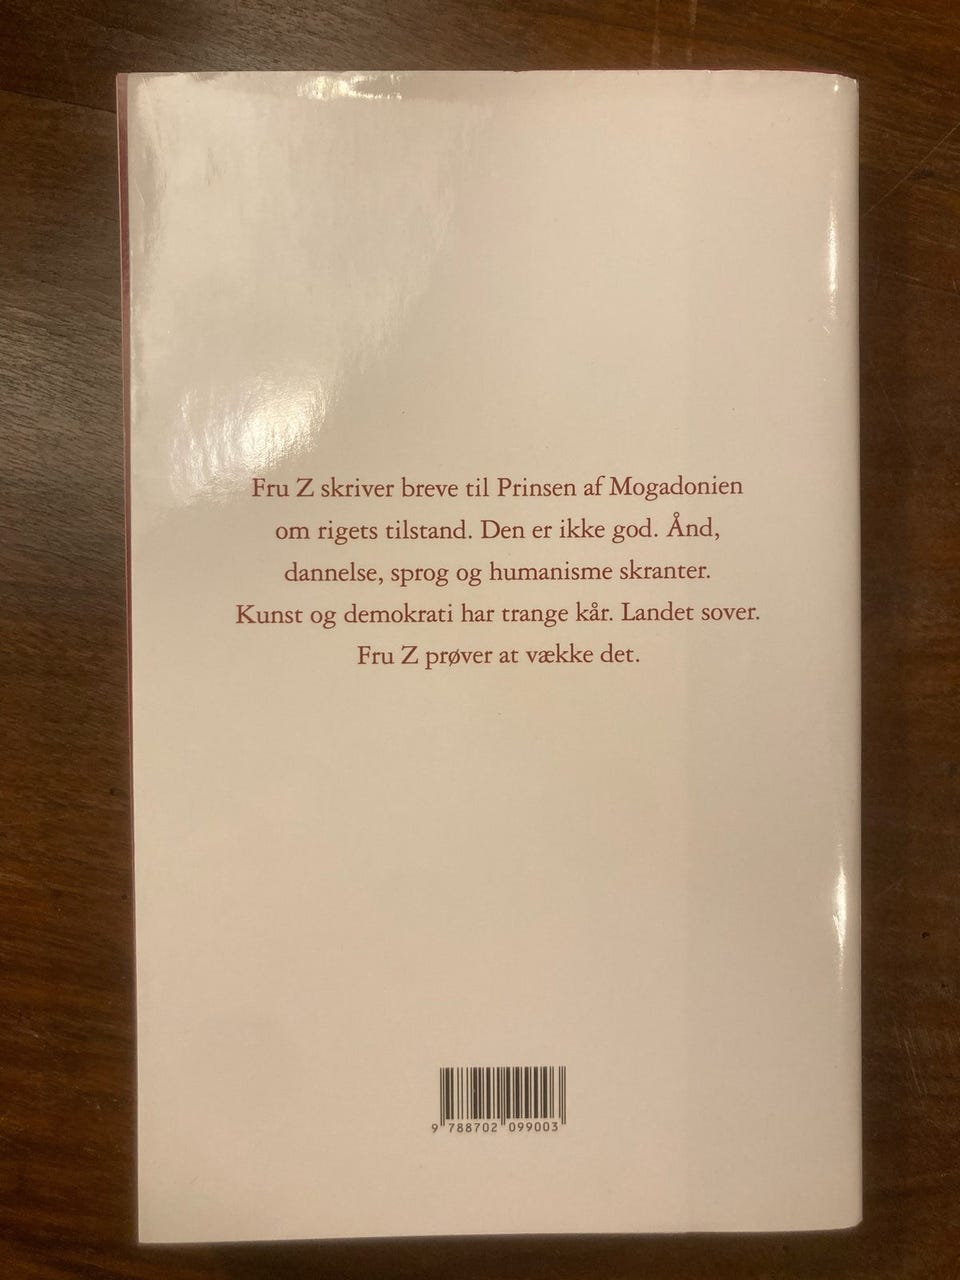 Fru Z skriver breve til Prinsen af Mogadonien
om rigets tilstand. Den er ikke god. Ånd,
dannelse, sprog og humanisme skranter.
Kunst og demokrati har trange kår. Landet sover.
Fru Z prøver at vække det.
9 788702 099003